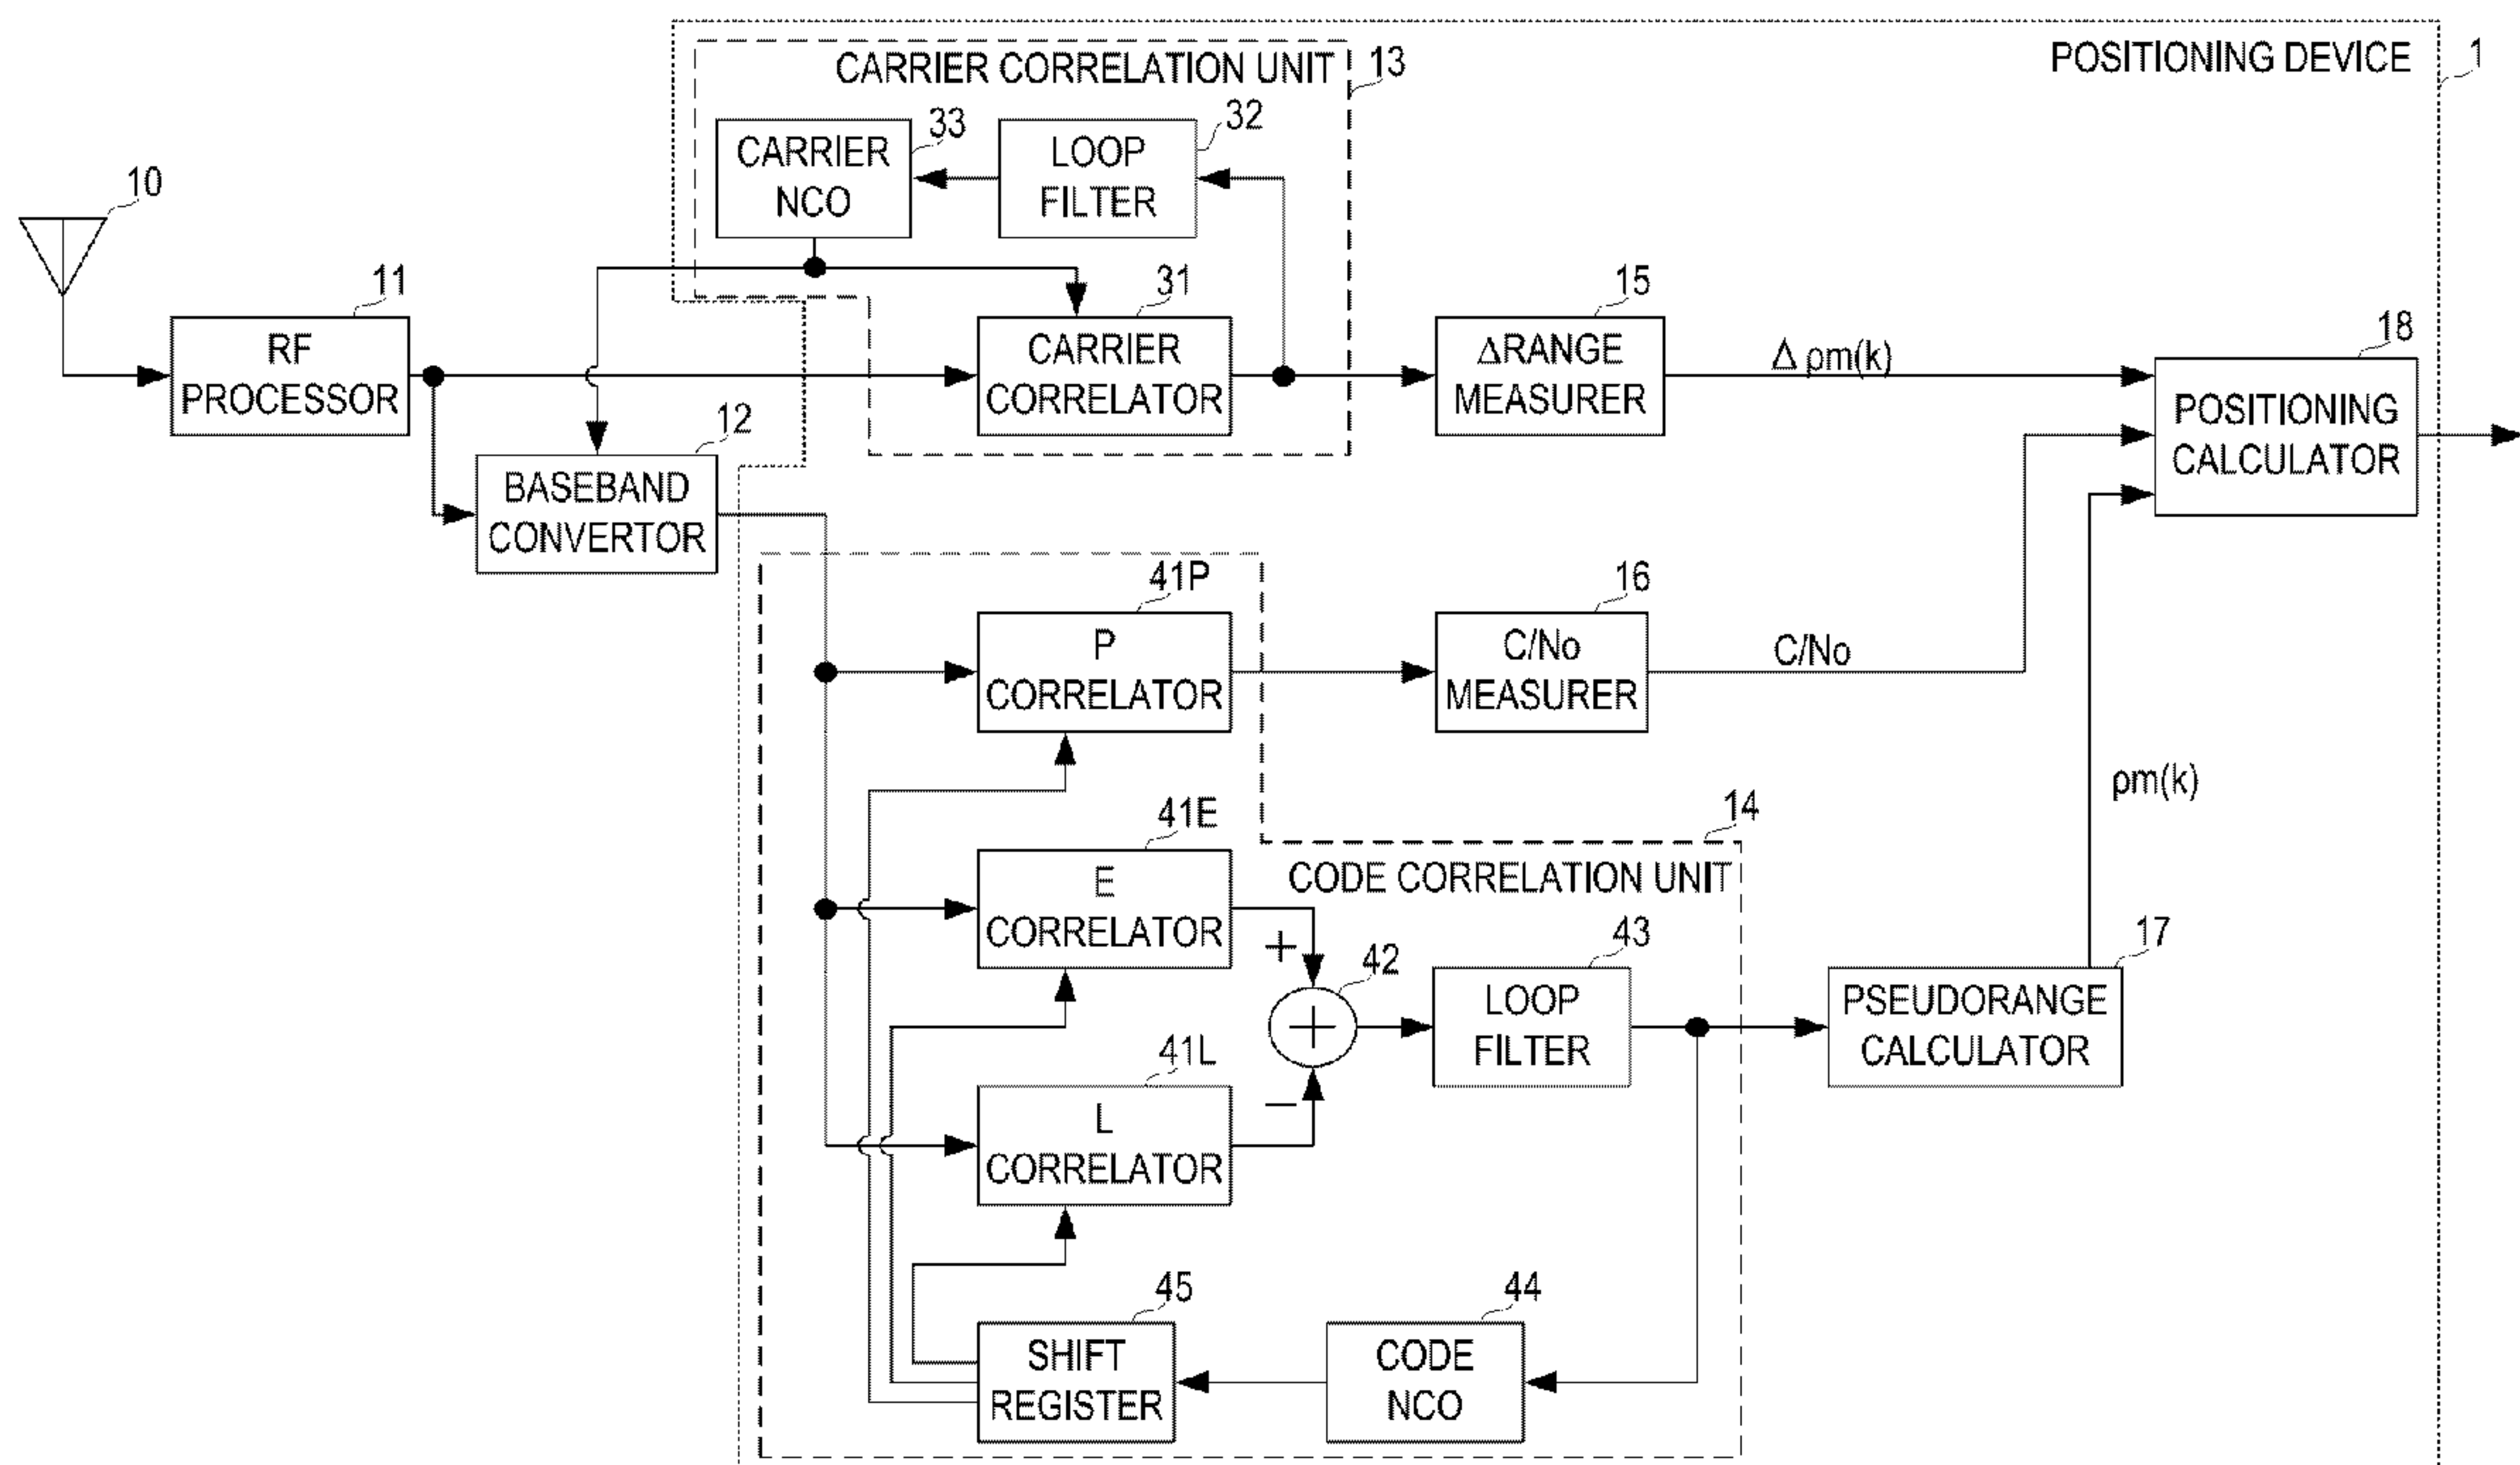 CARRIER CORRELATION UNIT
13
POSITIONING DEVICE
1
CARRIER
NCO
33
LOOP
FILTER
32
10
RF
PROCESSOR
11
CARRIER
CORRELATOR
31
ΔRANGE
MEASURER
15
Δ ρm(k)
POSITIONING
CALCULATOR
18
BASEBAND
CONVERTOR
12
P
CORRELATOR
41P
C/No
MEASURER
16
C/No
ρm(k)
E
CORRELATOR
41E
14
CODE CORRELATION UNIT
+
42
+
−
LOOP
FILTER
43
PSEUDORANGE
CALCULATOR
17
L
CORRELATOR
41L
SHIFT
REGISTER
45
CODE
NCO
44